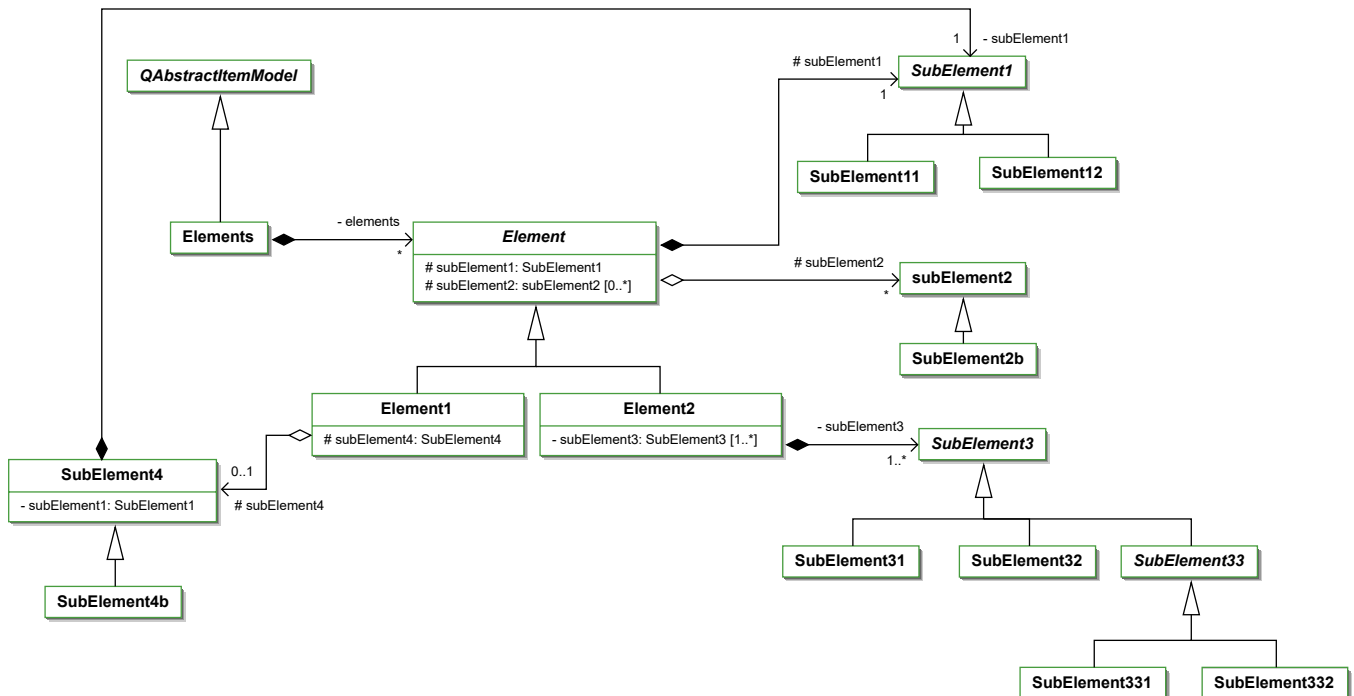 1
- subElement1
# subElement1
1
SubElement1
QAbstractItemModel
SubElement11
SubElement12
Elements
- elements
*
Element
# subElement1: SubElement1
# subElement2: subElement2 [0..*]
# subElement2
*
subElement2
SubElement2b
Element1
# subElement4: SubElement4
Element2
- subElement3: SubElement3 [1..*]
- subElement3
1..*
SubElement3
0..1
# subElement4
SubElement4
- subElement1: SubElement1
SubElement4b
SubElement31
SubElement32
SubElement33
SubElement331
SubElement332